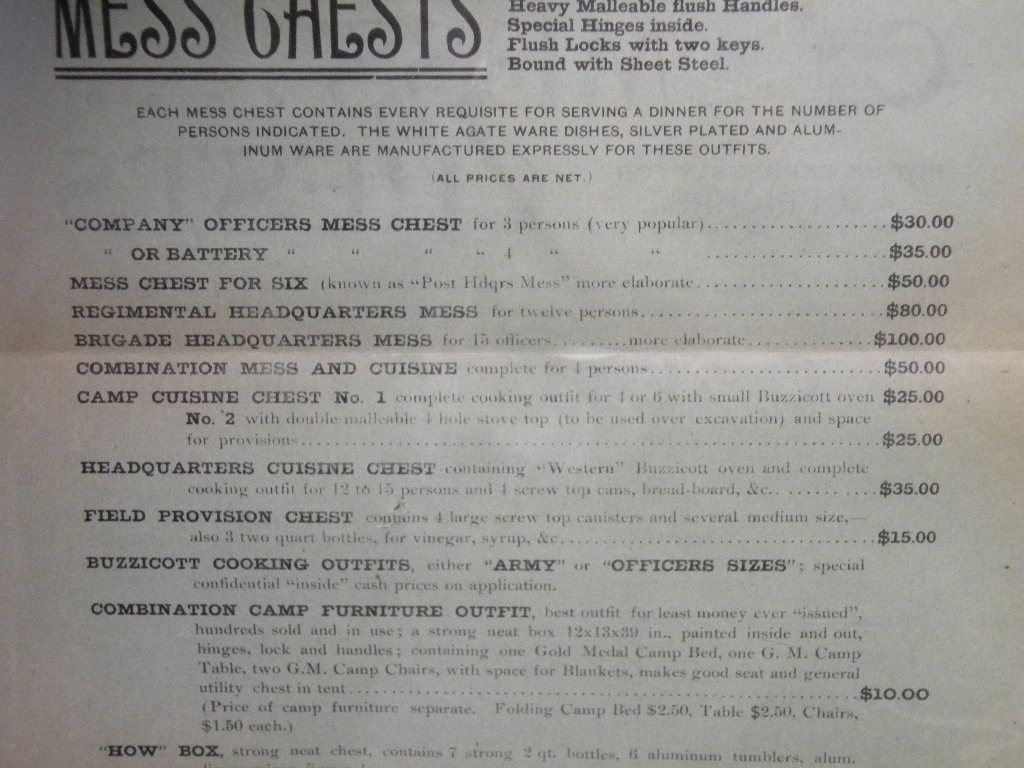 MESS CHESTS
Heavy Malleable flush Handles.
Special Hinges inside.
Flush Locks with two keys.
Bound with Sheet Steel.
EACH MESS CHEST CONTAINS EVERY REQUISITE FOR SERVING A DINNER FOR THE NUMBER OF
PERSONS INDICATED. THE WHITE AGATE WARE DISHES, SILVER PLATED AND ALUM-
INUM WARE ARE MANUFACTURED EXPRESSLY FOR THESE OUTFITS.
(ALL PRICES ARE NET.)
"COMPANY" OFFICERS MESS CHEST for 3 persons (very popular)....................$30.00
" OR BATTERY " " " " 4 " " ....................$35.00
MESS CHEST FOR SIX (known as "Post Hdqrs Mess" more elaborate.....................$50.00
REGIMENTAL HEADQUARTERS MESS for twelve persons...........................$80.00
BRIGADE HEADQUARTERS MESS for 15 officers.........more elaborate..............$100.00
COMBINATION MESS AND CUISINE complete for 4 persons..........................$50.00
CAMP CUISINE CHEST No. 1 complete cooking outfit for 4 or 6 with small Buzzicott oven $25.00
No. 2 with double malleable 4 hole stove top (to be used over excavation) and space
for provisions.................................................................$25.00
HEADQUARTERS CUISINE CHEST containing "Western" Buzzicott oven and complete
cooking outfit for 12 to 15 persons and 4 screw top cans, bread-board, &c...........$35.00
FIELD PROVISION CHEST contains 4 large screw top canisters and several medium size,—
also 3 two quart bottles, for vinegar, syrup, &c...................................$15.00
BUZZICOTT COOKING OUTFITS, either "ARMY" or "OFFICERS SIZES"; special
confidential "inside" cash prices on application.
COMBINATION CAMP FURNITURE OUTFIT, best outfit for least money ever "issued",
hundreds sold and in use; a strong neat box 12x13x39 in., painted inside and out,
hinges, lock and handles; containing one Gold Medal Camp Bed, one G. M. Camp
Table, two G.M. Camp Chairs, with space for Blankets, makes good seat and general
utility chest in tent..........................................................$10.00
(Price of camp furniture separate. Folding Camp Bed $2.50, Table $2.50, Chairs,
$1.50 each.)
"HOW" BOX, strong neat chest, contains 7 strong 2 qt. bottles, 6 aluminum tumblers, alum.